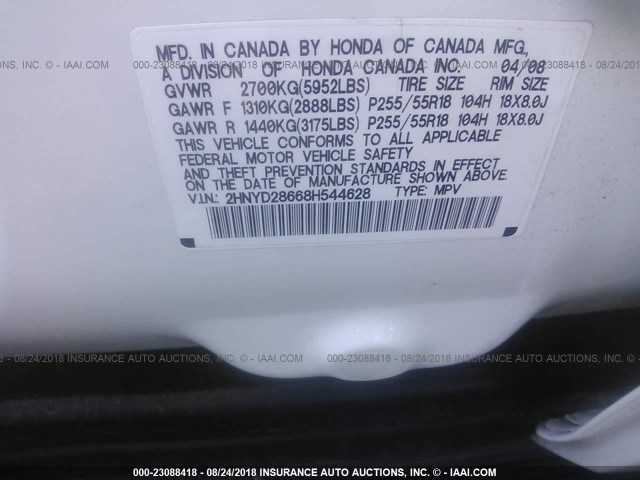 MFD. IN CANADA BY HONDA OF CANADA MFG.,
A DIVISION OF HONDA CANADA INC. 04/08
GVWR 2700KG(5952LBS) TIRE SIZE RIM SIZE
GAWR F 1310KG(2888LBS) P255/55R18 104H 18X8.0J
GAWR R 1440KG(3175LBS) P255/55R18 104H 18X8.0J
THIS VEHICLE CONFORMS TO ALL APPLICABLE
FEDERAL MOTOR VEHICLE SAFETY
AND THEFT PREVENTION STANDARDS IN EFFECT
ON THE DATE OF MANUFACTURE SHOWN ABOVE
V.I.N.: 2HNYD28668H544628 TYPE: MPV
000-23088418 - 08/24/2018 INSURANCE AUTO AUCTIONS, INC. © - IAAI.COM